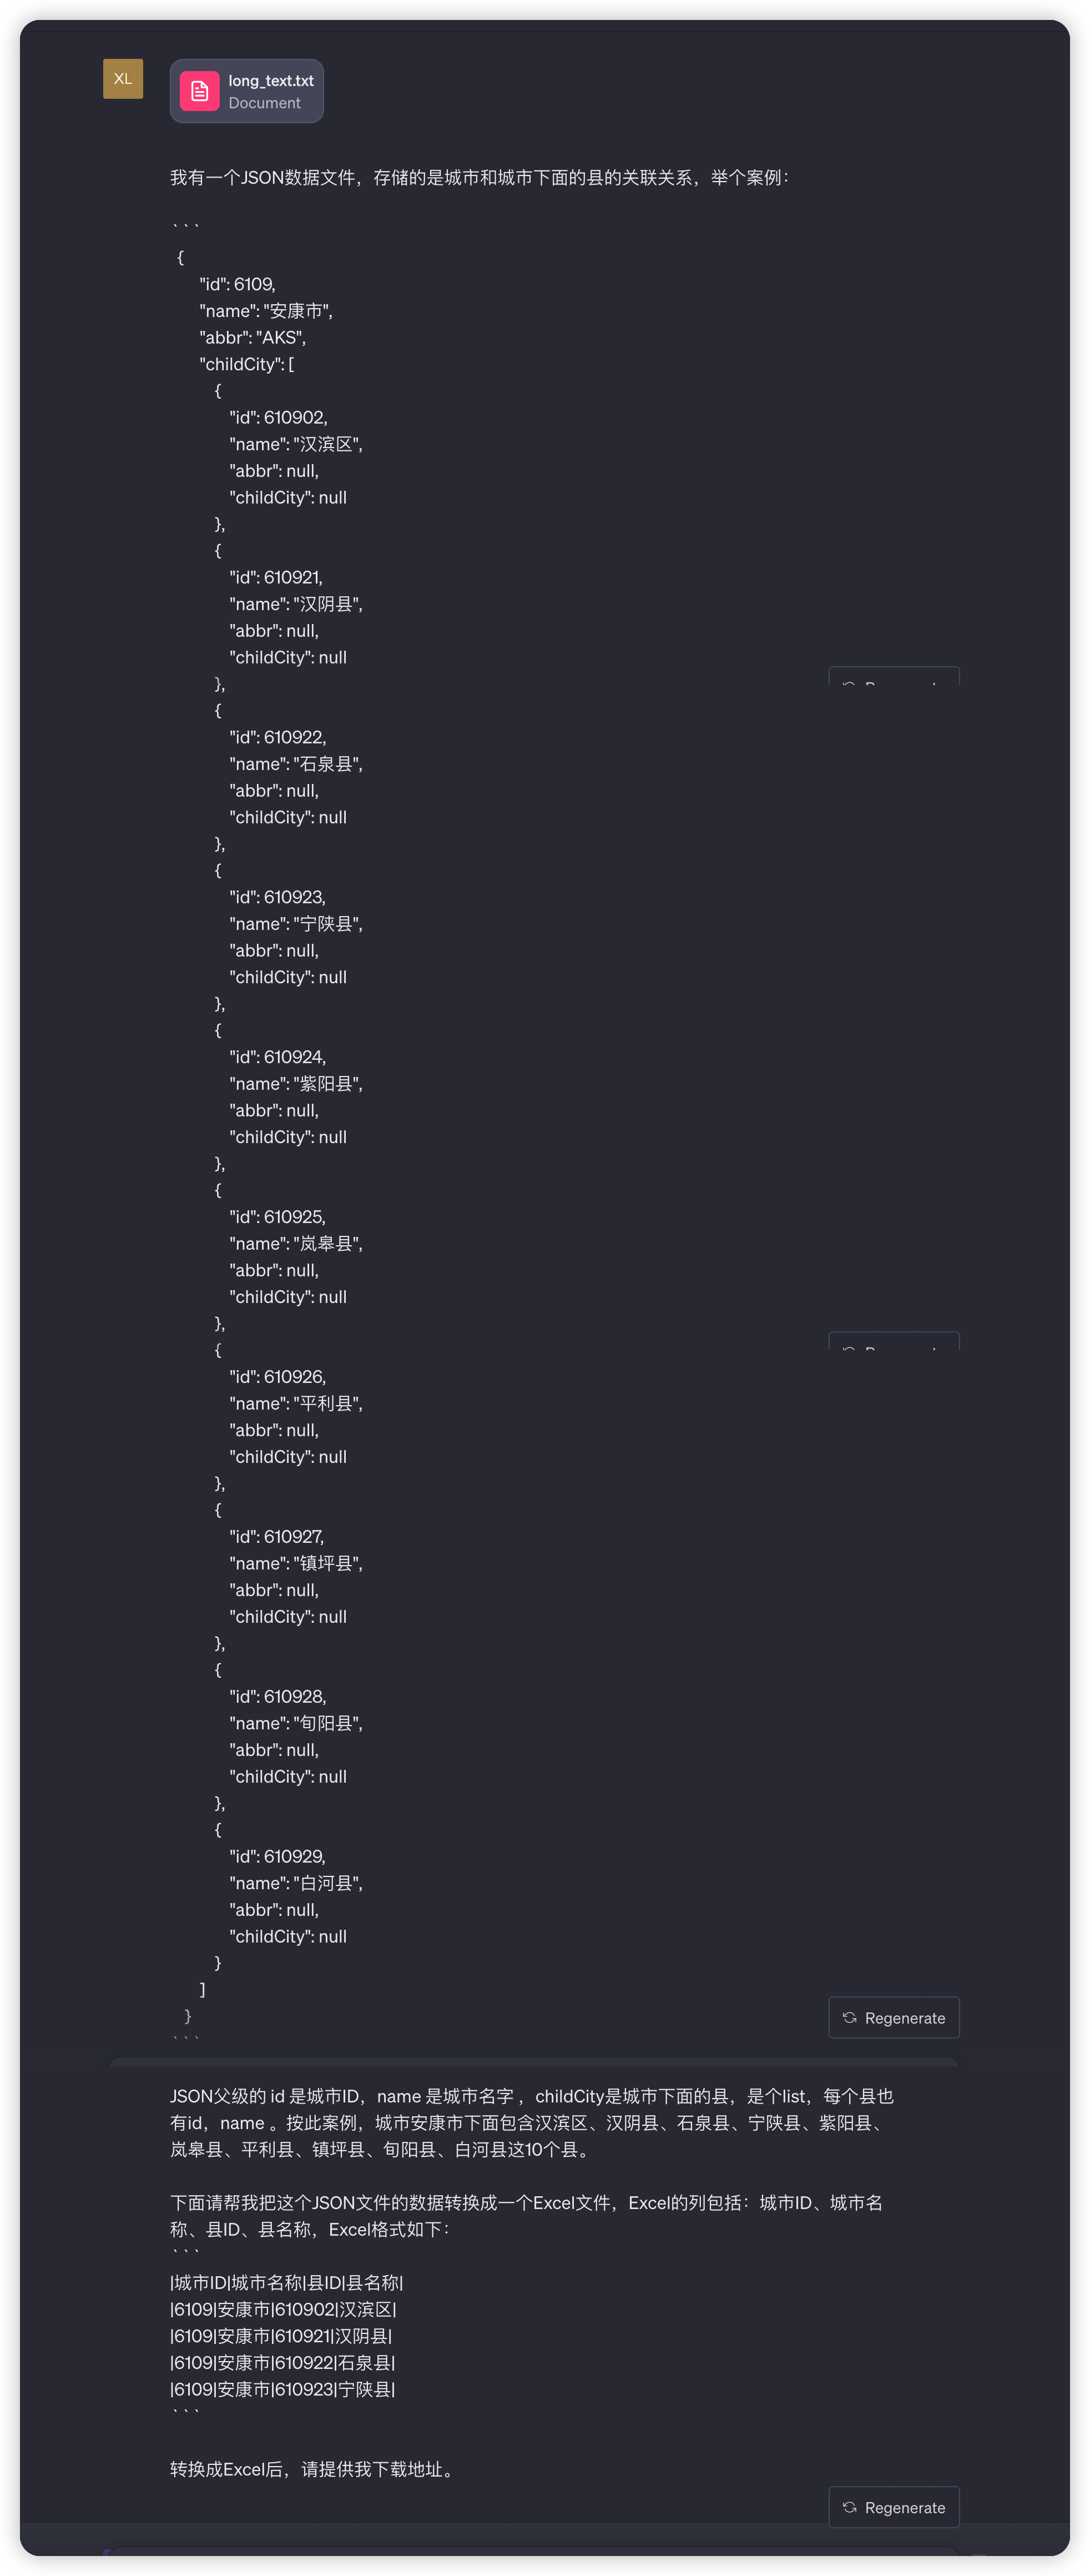 XL
long_text.txt
Document
我有一个JSON数据文件，存储的是城市和城市下面的县的关联关系，举个案例：
```
{
"id": 6109,
"name": "安康市",
"abbr": "AKS",
"childCity": [
{
"id": 610902,
"name": "汉滨区",
"abbr": null,
"childCity": null
},
{
"id": 610921,
"name": "汉阴县",
"abbr": null,
"childCity": null
},
{
"id": 610922,
"name": "石泉县",
"abbr": null,
"childCity": null
},
{
"id": 610923,
"name": "宁陕县",
"abbr": null,
"childCity": null
},
{
"id": 610924,
"name": "紫阳县",
"abbr": null,
"childCity": null
},
{
"id": 610925,
"name": "岚皋县",
"abbr": null,
"childCity": null
},
{
"id": 610926,
"name": "平利县",
"abbr": null,
"childCity": null
},
{
"id": 610927,
"name": "镇坪县",
"abbr": null,
"childCity": null
},
{
"id": 610928,
"name": "旬阳县",
"abbr": null,
"childCity": null
},
{
"id": 610929,
"name": "白河县",
"abbr": null,
"childCity": null
}
]
}
Regenerate
```
JSON父级的 id 是城市ID，name 是城市名字 ，childCity是城市下面的县，是个list，每个县也
有id，name 。按此案例，城市安康市下面包含汉滨区、汉阴县、石泉县、宁陕县、紫阳县、
岚皋县、平利县、镇坪县、旬阳县、白河县这10个县。
下面请帮我把这个JSON文件的数据转换成一个Excel文件，Excel的列包括：城市ID、城市名
称、县ID、县名称，Excel格式如下：
```
|城市ID|城市名称|县ID|县名称|
|6109|安康市|610902|汉滨区|
|6109|安康市|610921|汉阴县|
|6109|安康市|610922|石泉县|
|6109|安康市|610923|宁陕县|
```
转换成Excel后，请提供我下载地址。
Regenerate